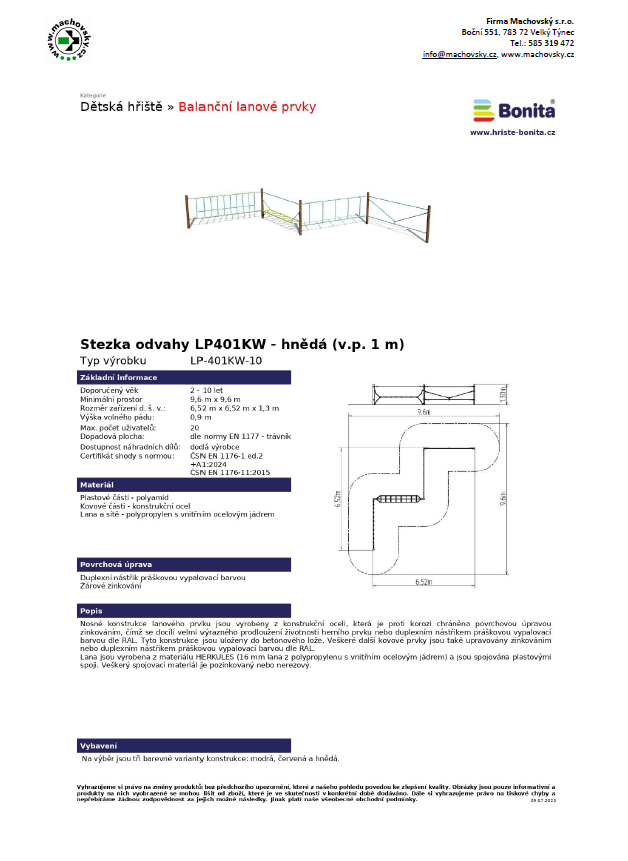 www.machovsky.cz
Firma Machovský s.r.o.
Boční 551, 783 72 Velký Týnec
Tel.: 585 319 472
info@machovsky.cz, www.machovsky.cz
Kategorie
Dětská hřiště » Balanční lanové prvky
Bonita®
www.hriste-bonita.cz
Stezka odvahy LP401KW - hnědá (v.p. 1 m)
Typ výrobku LP-401KW-10
Základní informace
Doporučený věk 2 - 10 let
Minimální prostor 9,6 m x 9,6 m
Rozměr zařízení d. š. v.: 6,52 m x 6,52 m x 1,3 m
Výška volného pádu: 0,9 m
Max. počet uživatelů: 20
Dopadová plocha: dle normy EN 1177 - trávník
Dostupnost náhradních dílů: dodá výrobce
Certifikát shody s normou: ČSN EN 1176-1 ed.2
+A1:2024
ČSN EN 1176-11:2015
1,30m
9.6m
6,52m
9,6m
6.52m
Materiál
Plastové části - polyamid
Kovové části - konstrukční ocel
Lana a sítě - polypropylen s vnitřním ocelovým jádrem
Povrchová úprava
Duplexní nástřik práškovou vypalovací barvou
Žárové zinkování
Popis
Nosné konstrukce lanového prvku jsou vyrobeny z konstrukční oceli, která je proti korozi chráněna povrchovou úpravou
zinkováním, čímž se docílí velmi výrazného prodloužení životnosti herního prvku nebo duplexním nástřikem práškovou vypalovací
barvou dle RAL. Tyto konstrukce jsou uloženy do betonového lože. Veškeré další kovové prvky jsou také upravovány zinkováním
nebo duplexním nástřikem práškovou vypalovací barvou dle RAL.
Lana jsou vyrobena z materiálu HERKULES (16 mm lana z polypropylenu s vnitřním ocelovým jádrem) a jsou spojována plastovými
spoji. Veškerý spojovací materiál je pozinkovaný nebo nerezový.
Vybavení
Na výběr jsou tři barevné varianty konstrukce: modrá, červená a hnědá.
Vyhrazujeme si právo na změny produktů bez předchozího upozornění, které z našeho pohledu povedou ke zlepšení kvality. Obrázky jsou pouze informativní a
produkty na nich vyobrazené se mohou lišit od zboží, které je ve skutečnosti v konkrétní době dodáváno. Dále si vyhrazujeme právo na tiskové chyby a
nepřebíráme žádnou zodpovědnost za jejich možné následky. Jinak platí naše všeobecné obchodní podmínky. 09.07.2025